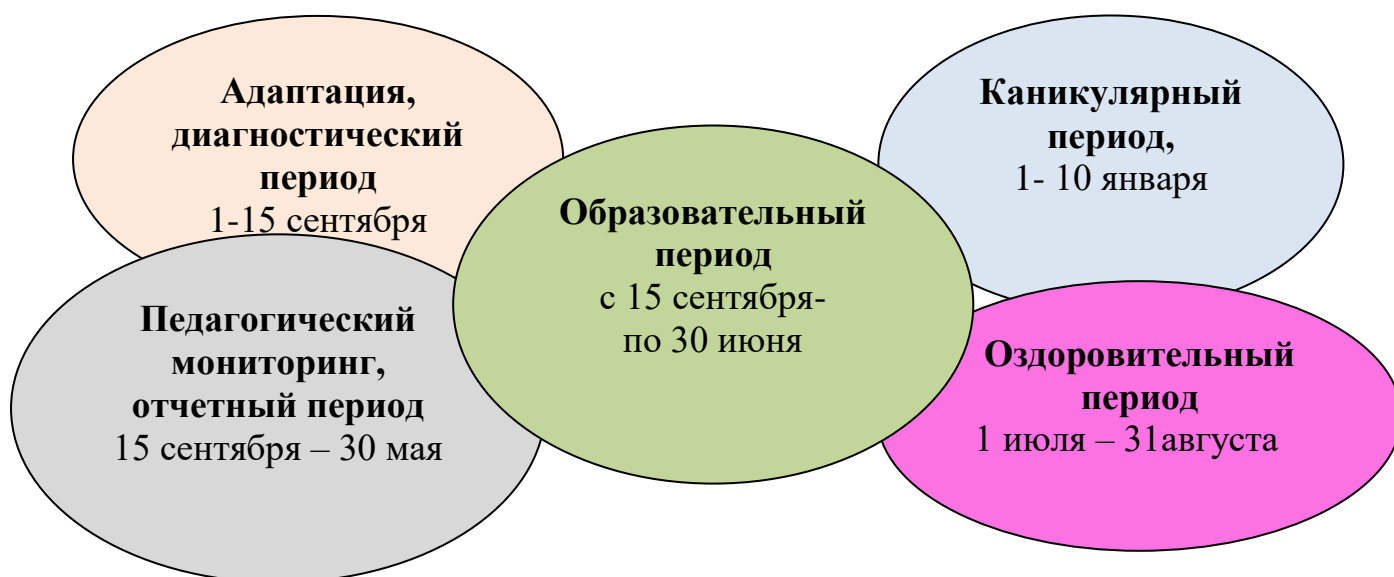 Адаптация,
диагностический
период
1-15 сентября
Каникулярный
период,
1- 10 января
Образовательный
период
с 15 сентября-
по 30 июня
Педагогический
мониторинг,
отчетный период
15 сентября – 30 мая
Оздоровительный
период
1 июля – 31августа